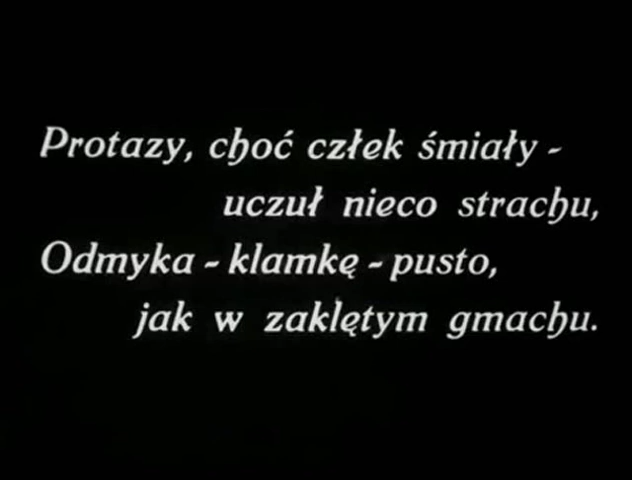 Protazy, choć człek śmiały -
uczuł nieco strachu,
Odmyka - klamkę - pusto,
jak w zaklętym gmachu.